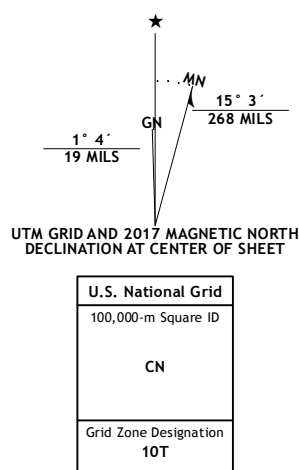 MN
GN
15° 3´
268 MILS
1° 4´
19 MILS
UTM GRID AND 2017 MAGNETIC NORTH
DECLINATION AT CENTER OF SHEET
U.S. National Grid
100,000-m Square ID
CN
Grid Zone Designation
10T